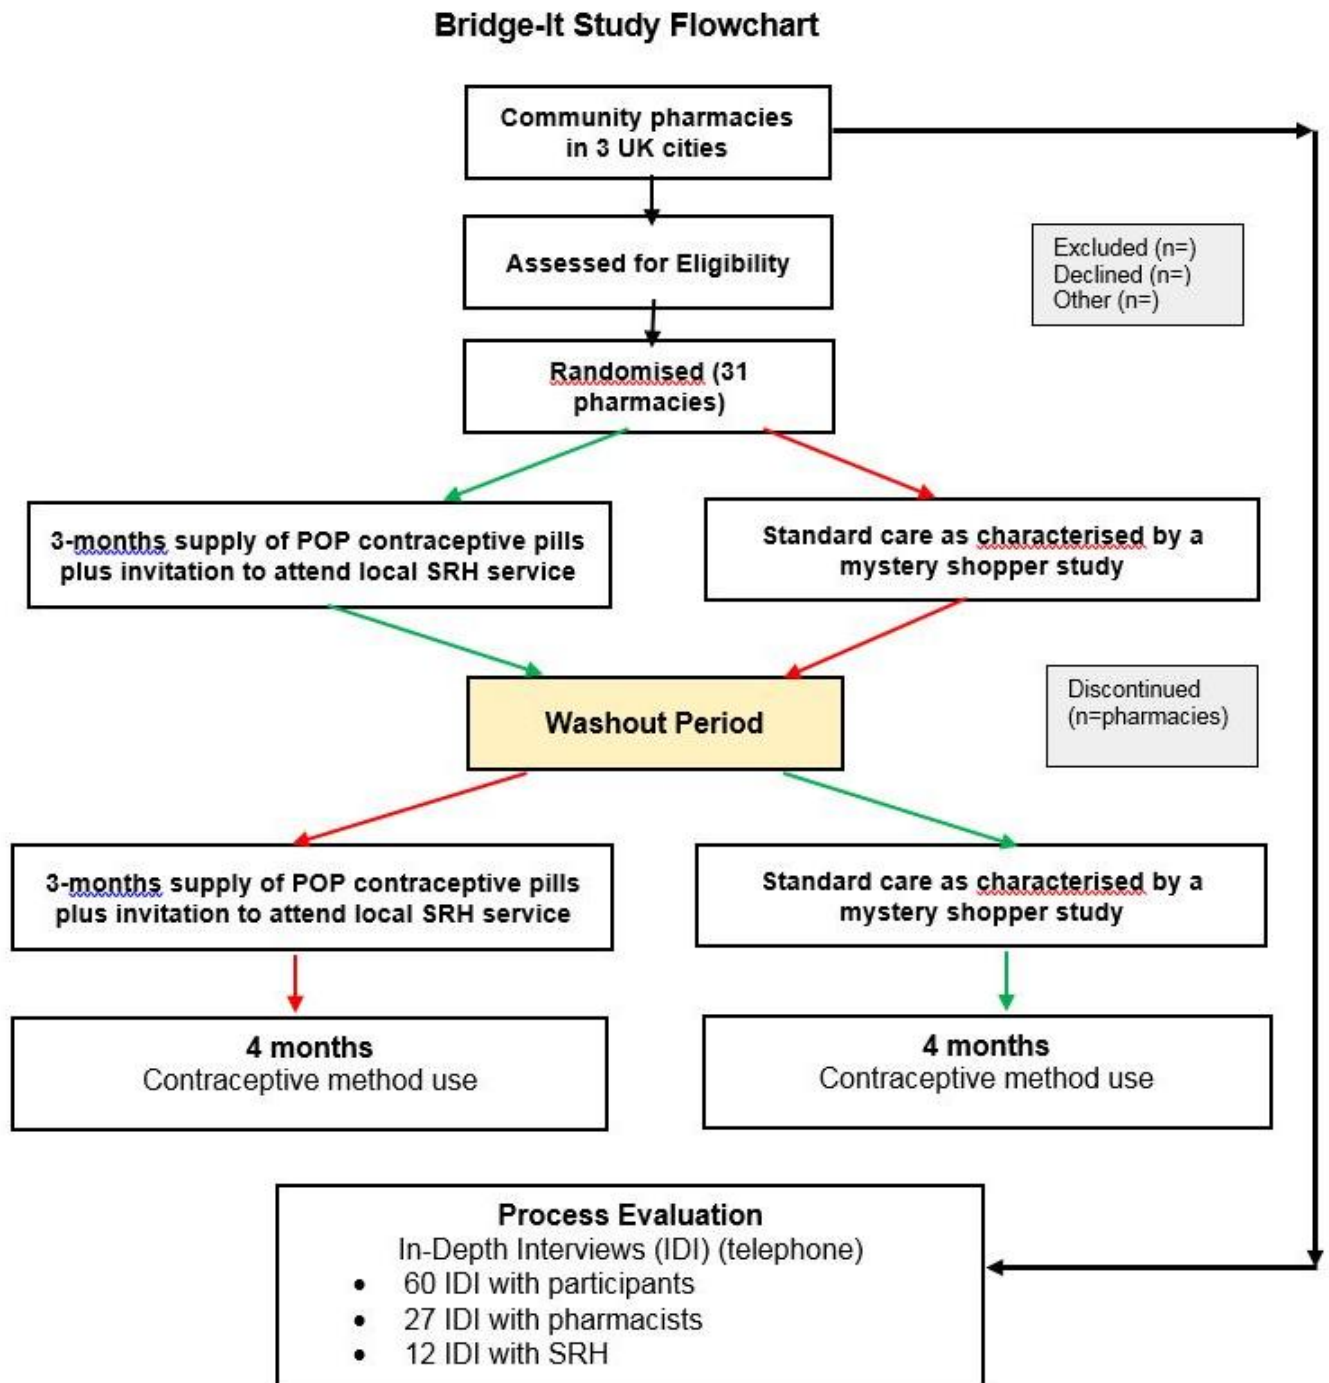 Bridge-It Study Flowchart
Community pharmacies
in 3 UK cities
Assessed for Eligibility
Excluded (n=)
Declined (n=)
Other (n=)
Randomised (31
pharmacies)
3-months supply of POP contraceptive pills
plus invitation to attend local SRH service
Standard care as characterised by a
mystery shopper study
Washout Period
Discontinued
(n=pharmacies)
3-months supply of POP contraceptive pills
plus invitation to attend local SRH service
Standard care as characterised by a
mystery shopper study
4 months
Contraceptive method use
4 months
Contraceptive method use
Process Evaluation
In-Depth Interviews (IDI) (telephone)
• 60 IDI with participants
• 27 IDI with pharmacists
• 12 IDI with SRH